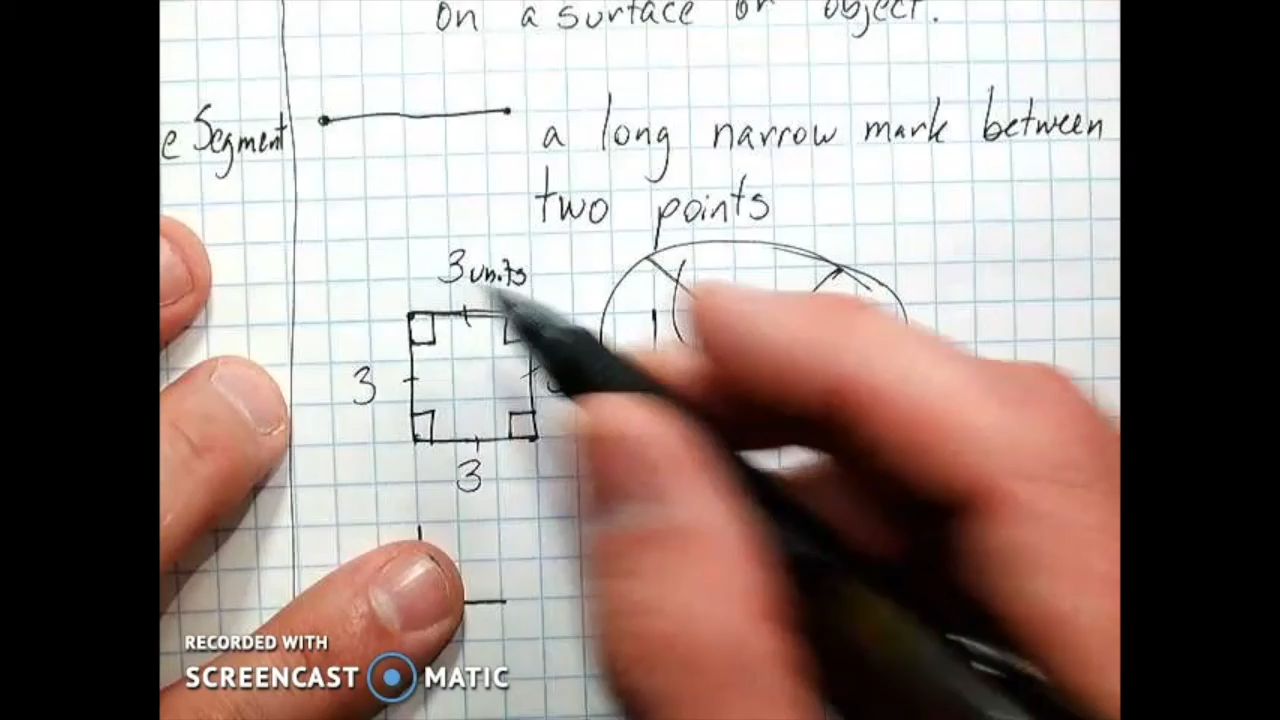 on a surface or object.
e Segment
a long narrow mark between
two points
3 units
3
3
RECORDED WITH
SCREENCAST MATIC